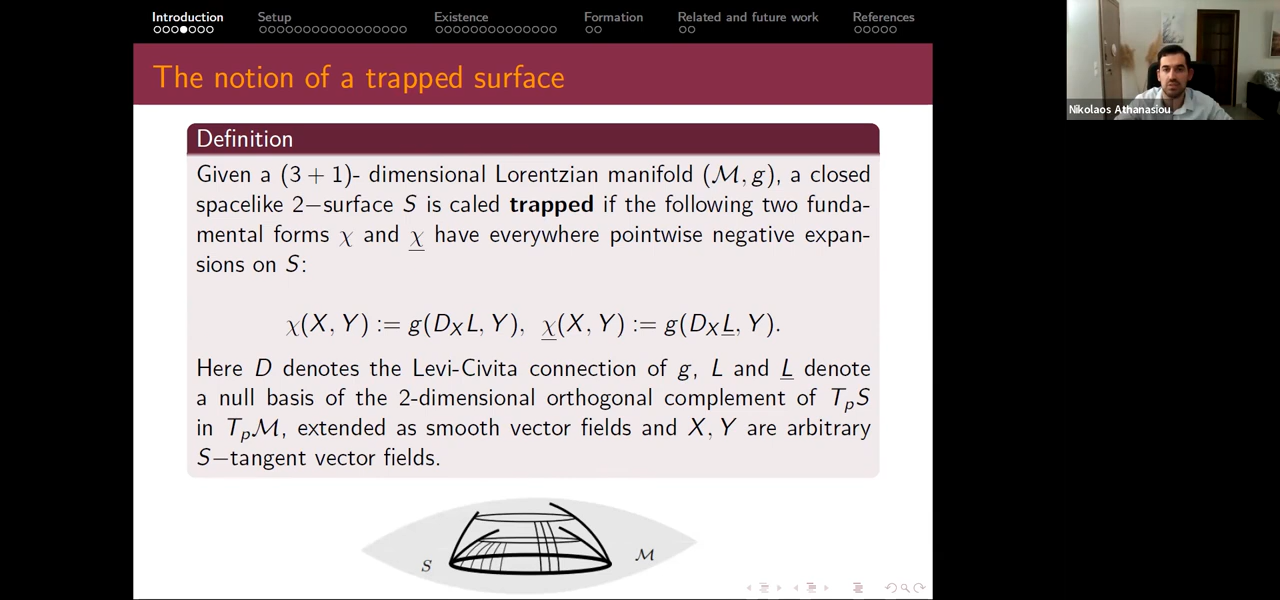 Introduction Setup Existence Formation Related and future work References
The notion of a trapped surface
Nikolaos Athanasiou
Definition
Given a (3 + 1)- dimensional Lorentzian manifold (ℳ, g), a closed
spacelike 2−surface S is caled trapped if the following two funda-
mental forms χ and χ̲ have everywhere pointwise negative expan-
sions on S:
χ(X, Y) := g(D_X L, Y), χ̲(X, Y) := g(D_X L̲, Y).
Here D denotes the Levi-Civita connection of g, L and L̲ denote
a null basis of the 2-dimensional orthogonal complement of T_pS
in T_pℳ, extended as smooth vector fields and X, Y are arbitrary
S−tangent vector fields.
S ℳ